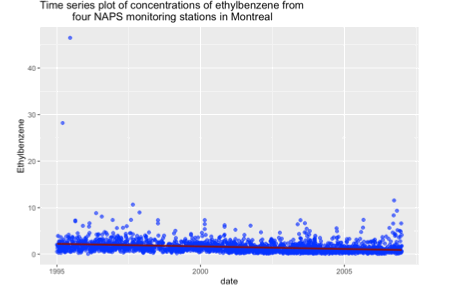 Time series plot of concentrations of ethylbenzene from
four NAPS monitoring stations in Montreal
40
30
20
10
0
Ethylbenzene
1995
2000
2005
date